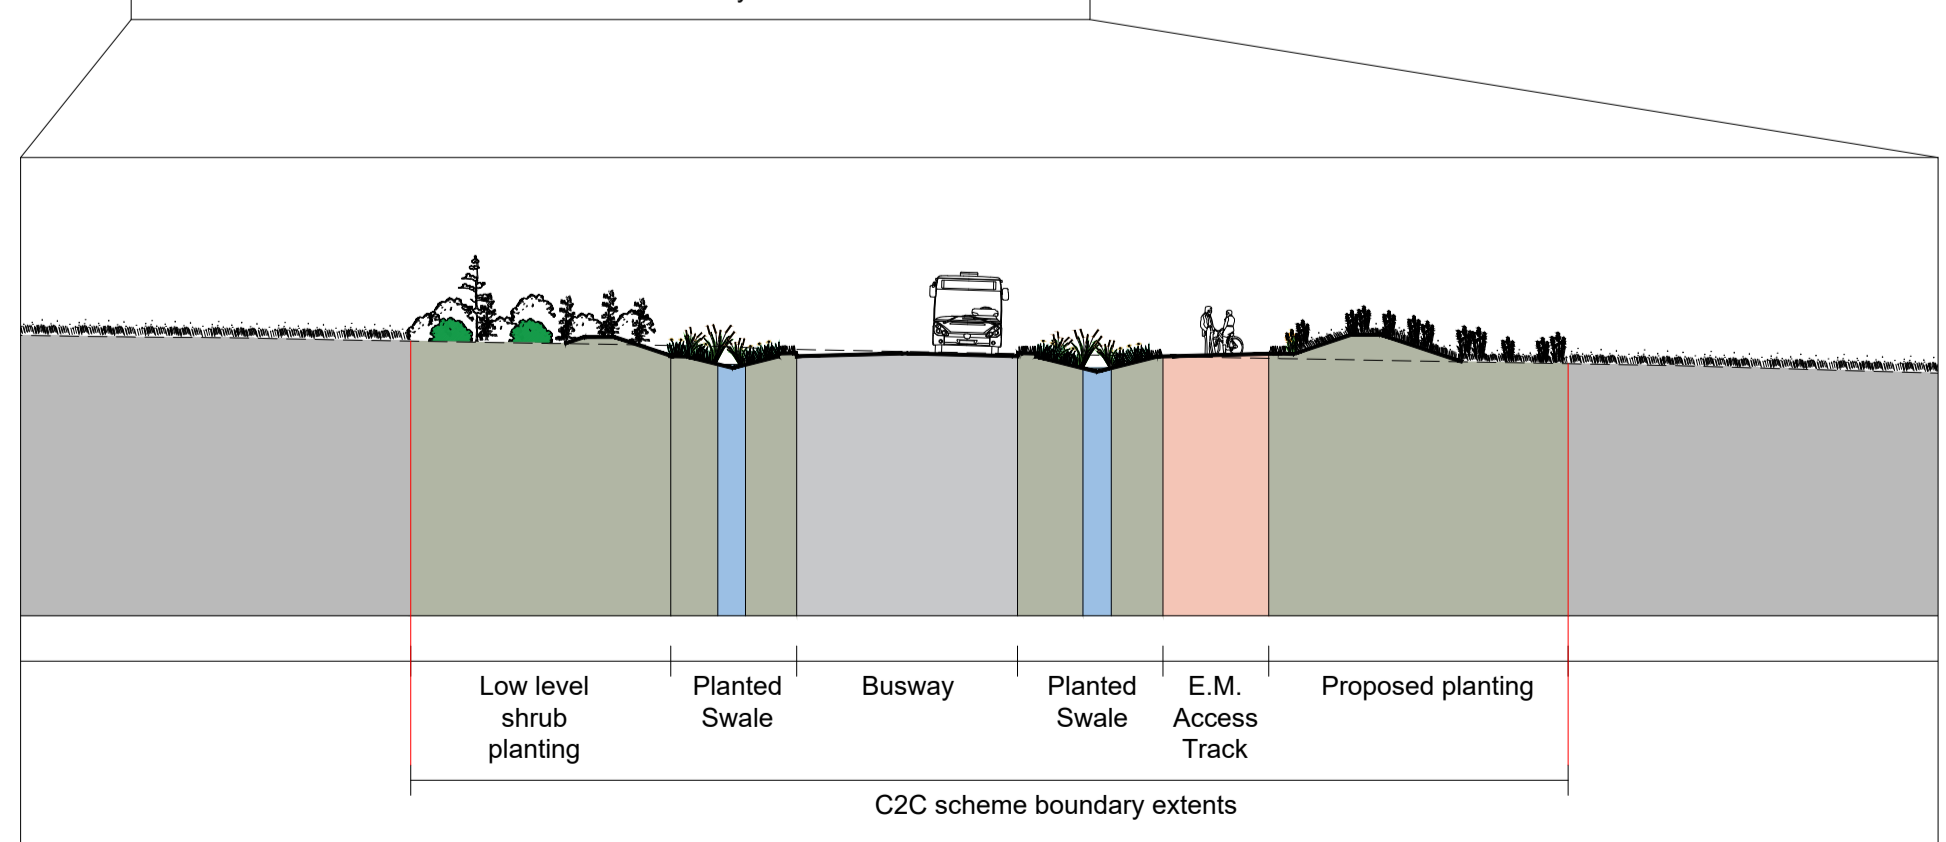 Low level
shrub
planting
Planted
Swale
Busway
Planted
Swale
E.M.
Access
Track
Proposed planting
C2C scheme boundary extents